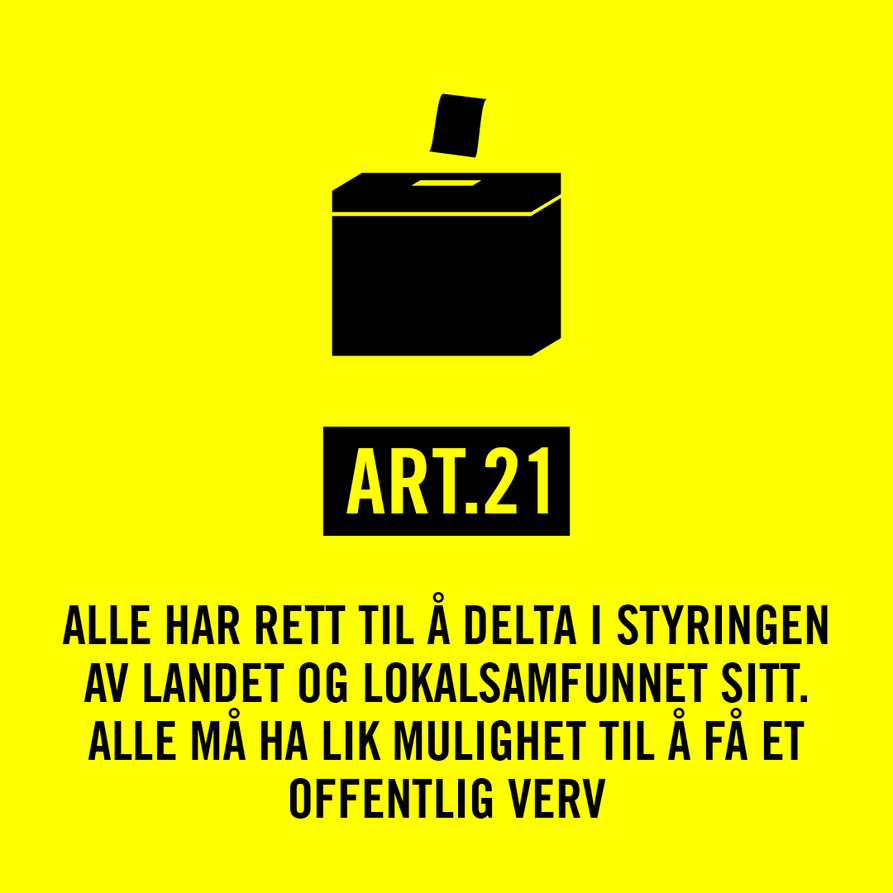 ART.21
ALLE HAR RETT TIL Å DELTA I STYRINGEN
AV LANDET OG LOKALSAMFUNNET SITT.
ALLE MÅ HA LIK MULIGHET TIL Å FÅ ET
OFFENTLIG VERV